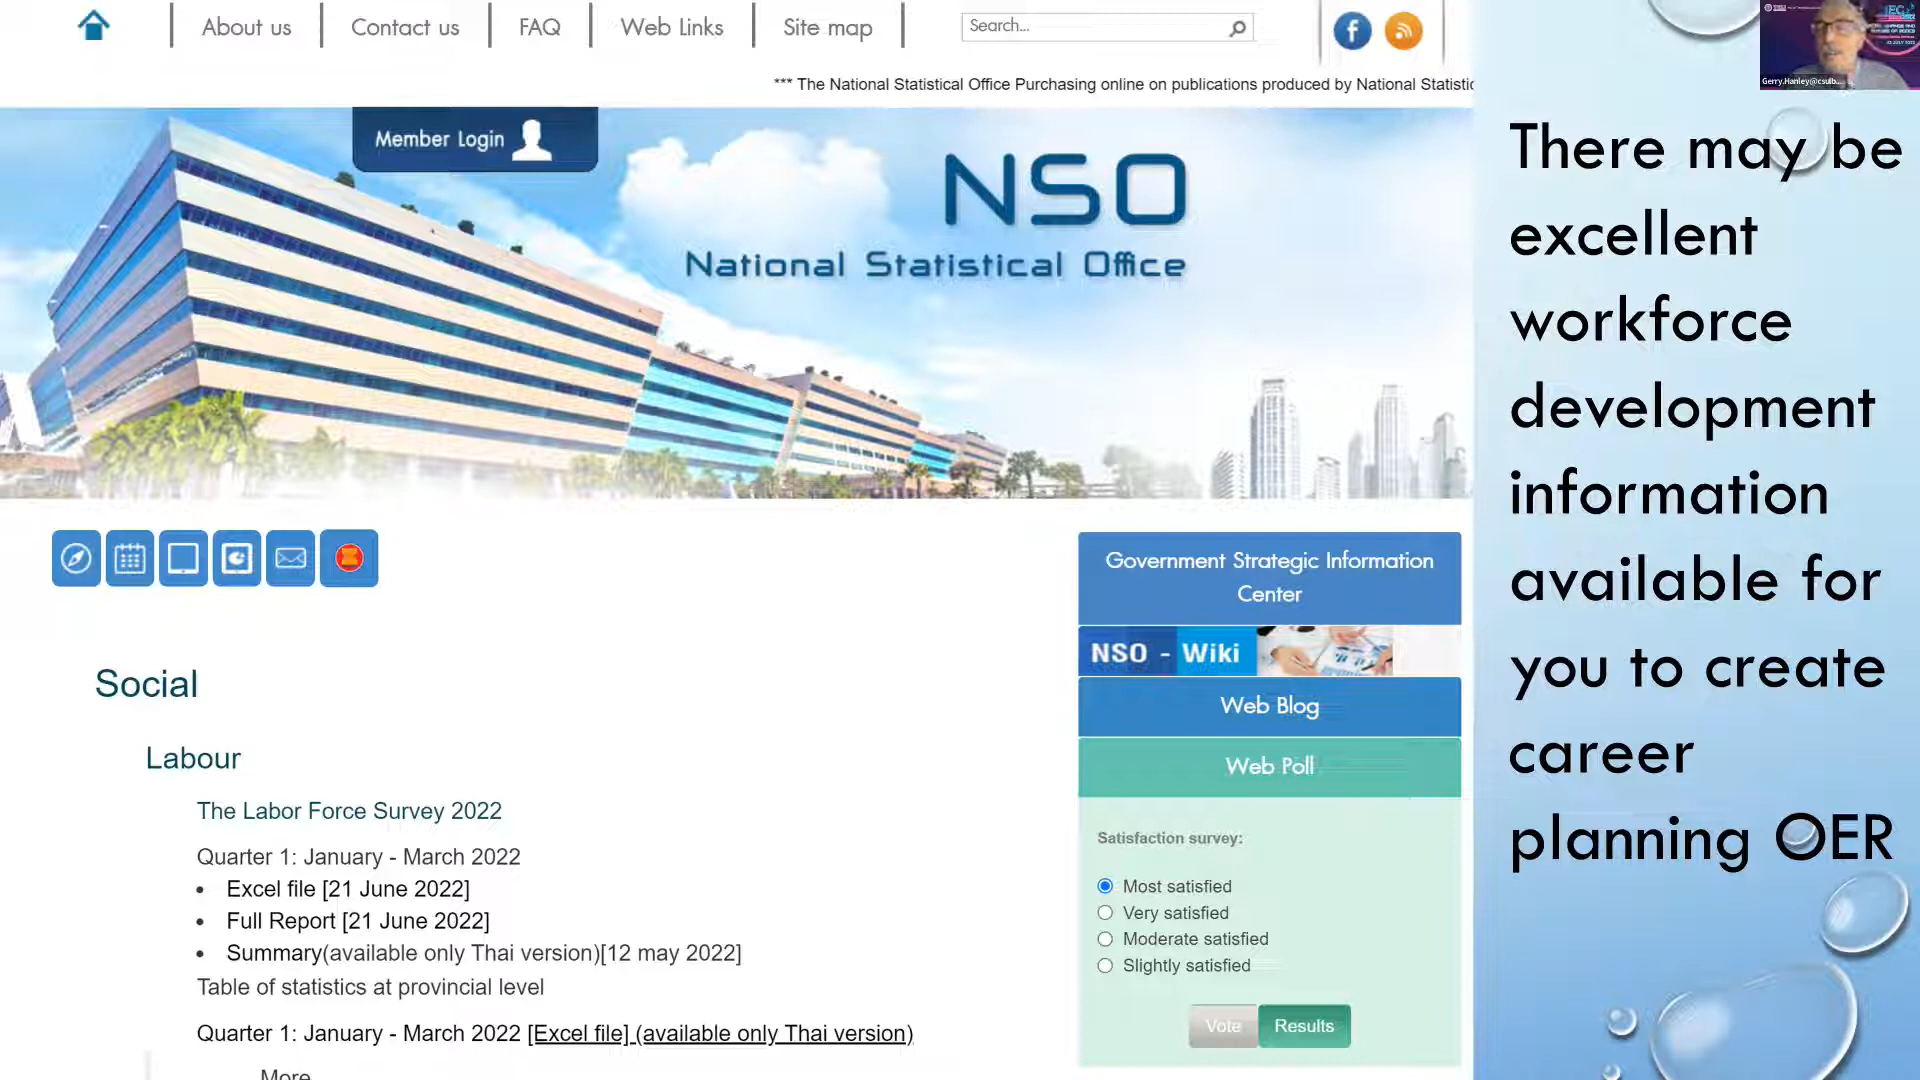 About us
Contact us
FAQ
Web Links
Site map
Search...
*** The National Statistical Office Purchasing online on publications produced by National Statistic
Member Login
NSO
National Statistical Office
Government Strategic Information
Center
NSO - Wiki
Web Blog
Web Poll
Satisfaction survey:
Most satisfied
Very satisfied
Moderate satisfied
Slightly satisfied
Vote
Results
Social
Labour
The Labor Force Survey 2022
Quarter 1: January - March 2022
Excel file [21 June 2022]
Full Report [21 June 2022]
Summary(available only Thai version)[12 may 2022]
Table of statistics at provincial level
Quarter 1: January - March 2022 [Excel file] (available only Thai version)
More
There may be
excellent
workforce
development
information
available for
you to create
career
planning OER
Gerry.Hanley@csulb...